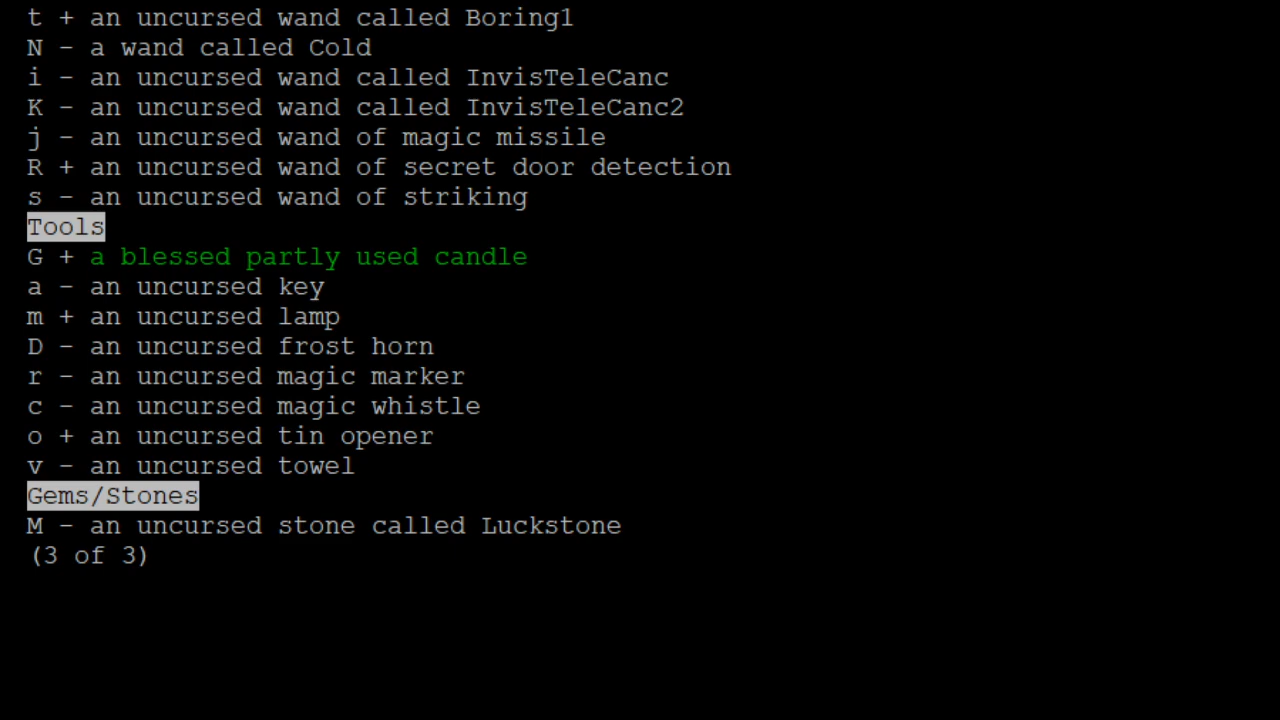 t + an uncursed wand called Boring1
N - a wand called Cold
i - an uncursed wand called InvisTeleCanc
K - an uncursed wand called InvisTeleCanc2
j - an uncursed wand of magic missile
R + an uncursed wand of secret door detection
s - an uncursed wand of striking
Tools
G + a blessed partly used candle
a - an uncursed key
m + an uncursed lamp
D - an uncursed frost horn
r - an uncursed magic marker
c - an uncursed magic whistle
o + an uncursed tin opener
v - an uncursed towel
Gems/Stones
M - an uncursed stone called Luckstone
(3 of 3)